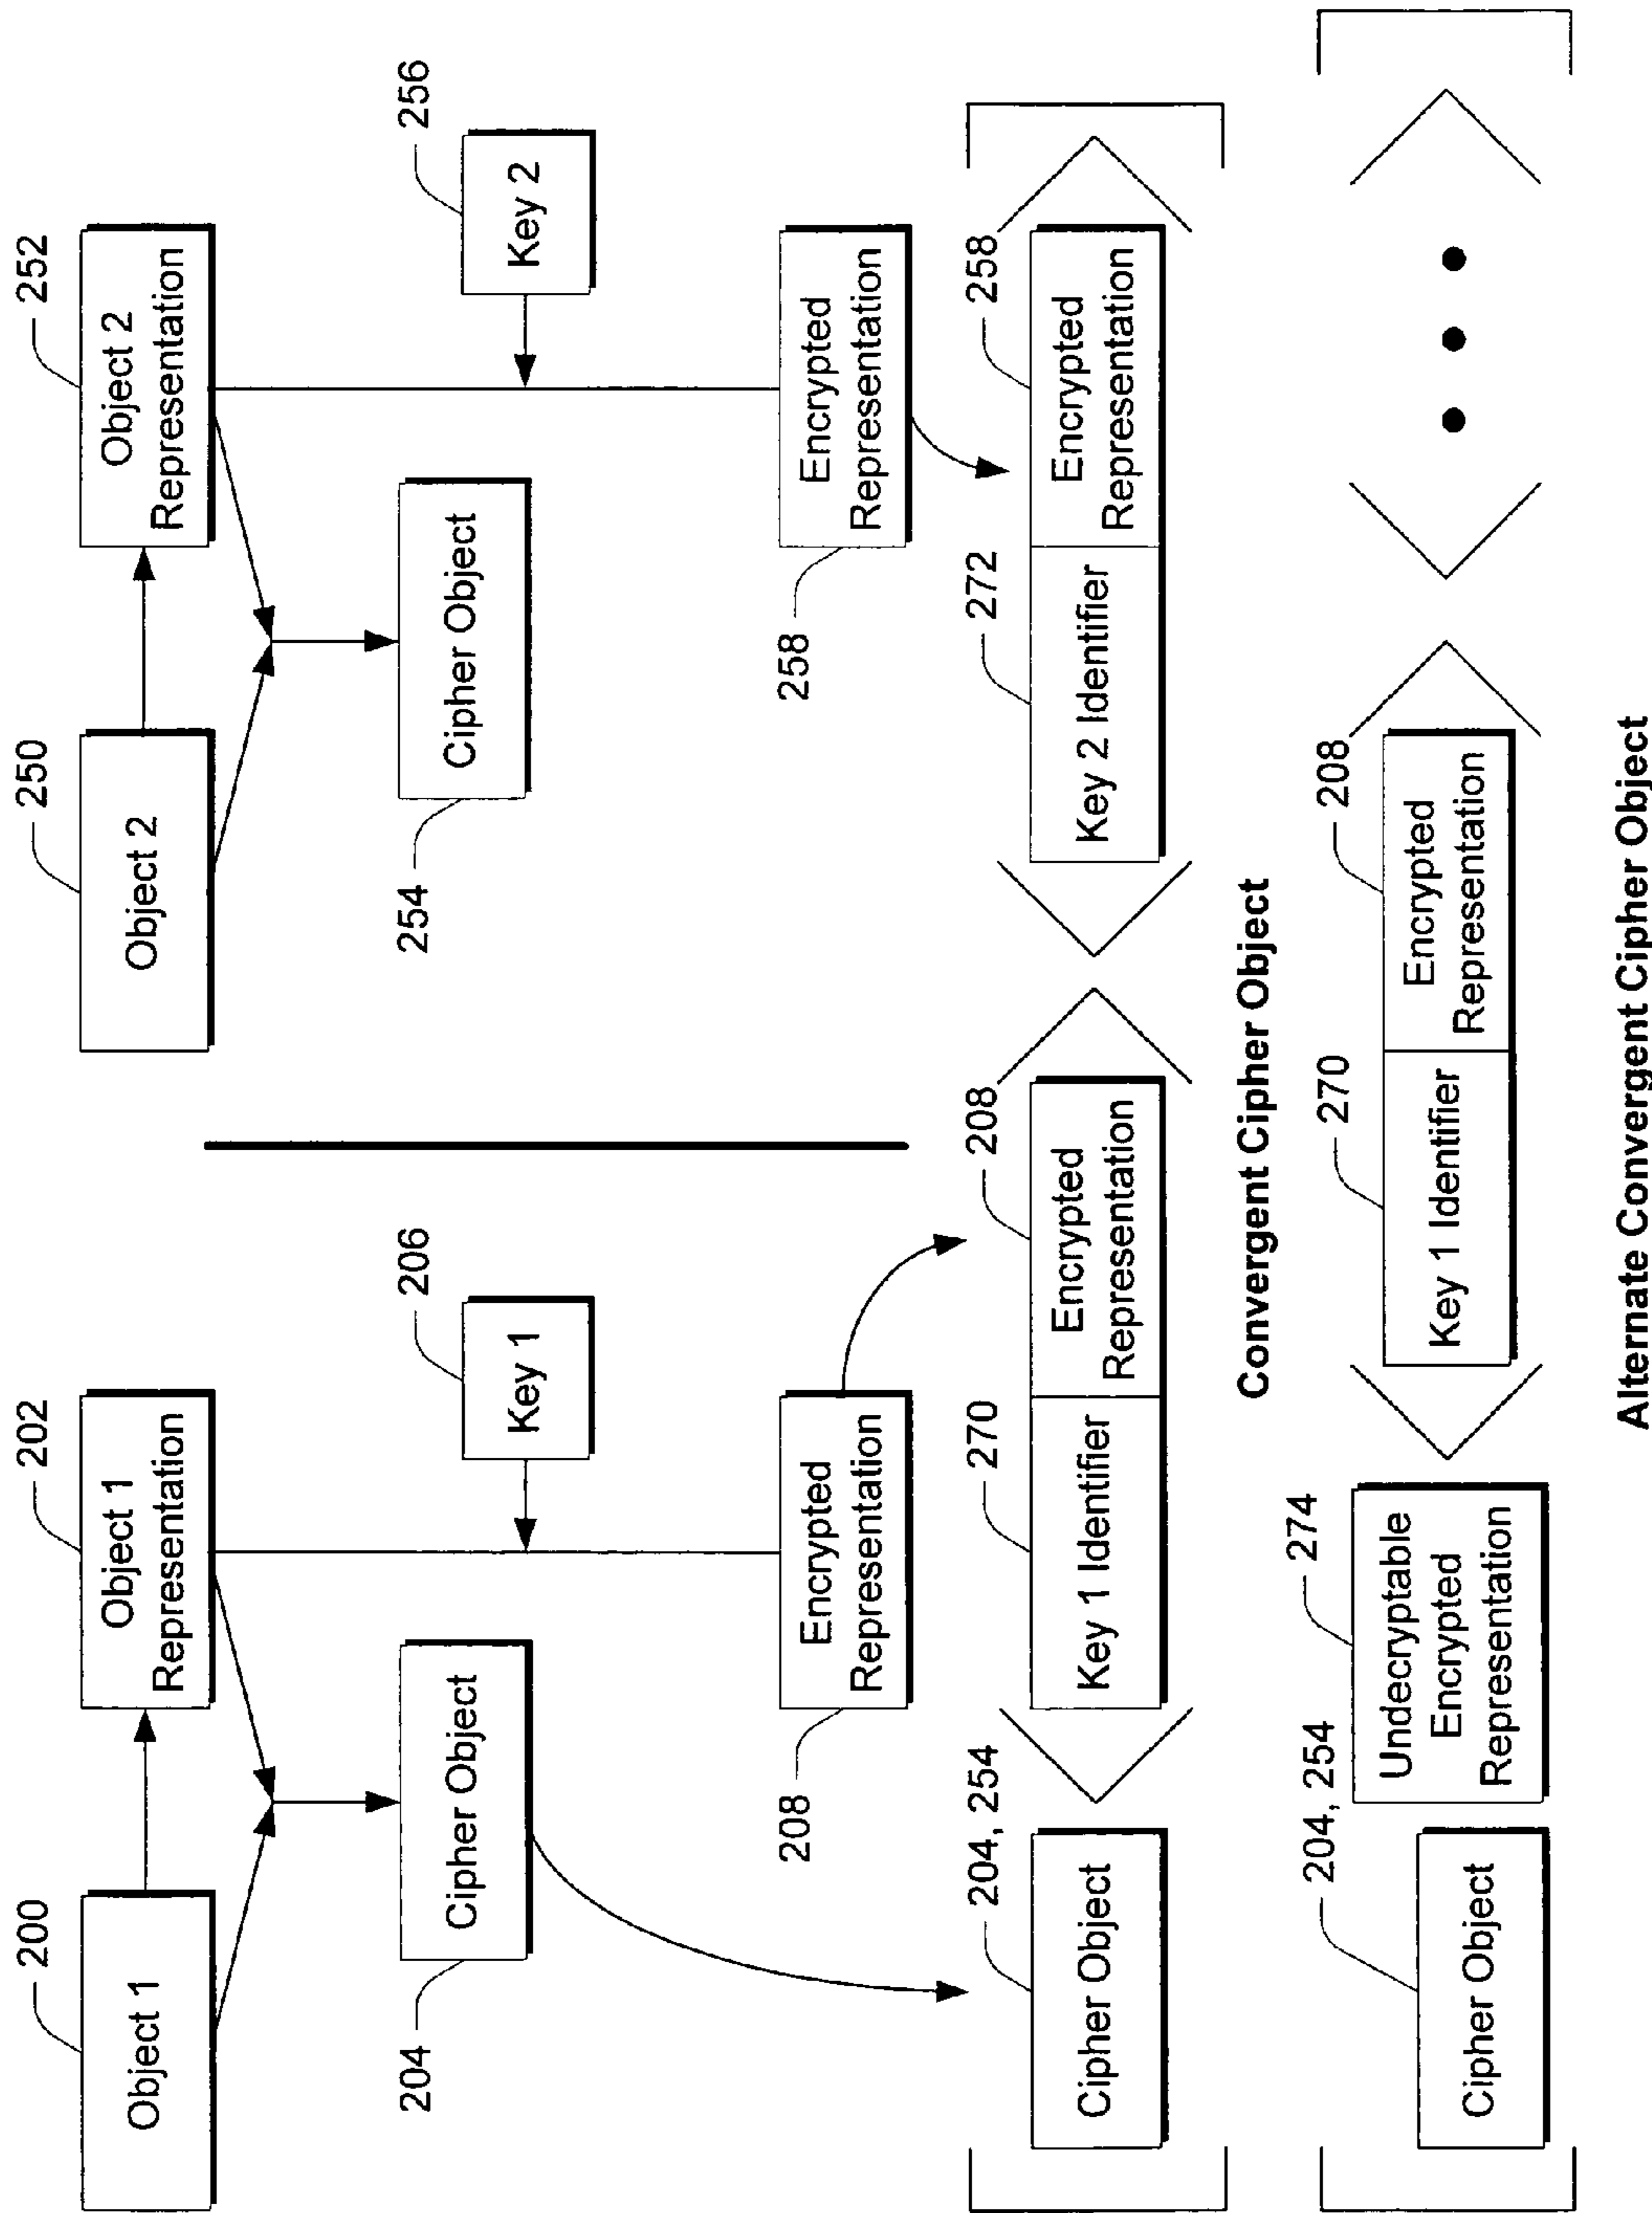 200
Object 1
202
Object 1
Representation
204
Cipher Object
206
Key 1
208
Encrypted
Representation
250
Object 2
252
Object 2
Representation
254
Cipher Object
256
Key 2
258
Encrypted
Representation
204, 254
Cipher Object
270
Key 1 Identifier
208
Encrypted
Representation
272
Key 2 Identifier
258
Encrypted
Representation
Convergent Cipher Object
204, 254
Cipher Object
274
Undecryptable
Encrypted
Representation
270
Key 1 Identifier
208
Encrypted
Representation
Alternate Convergent Cipher Object